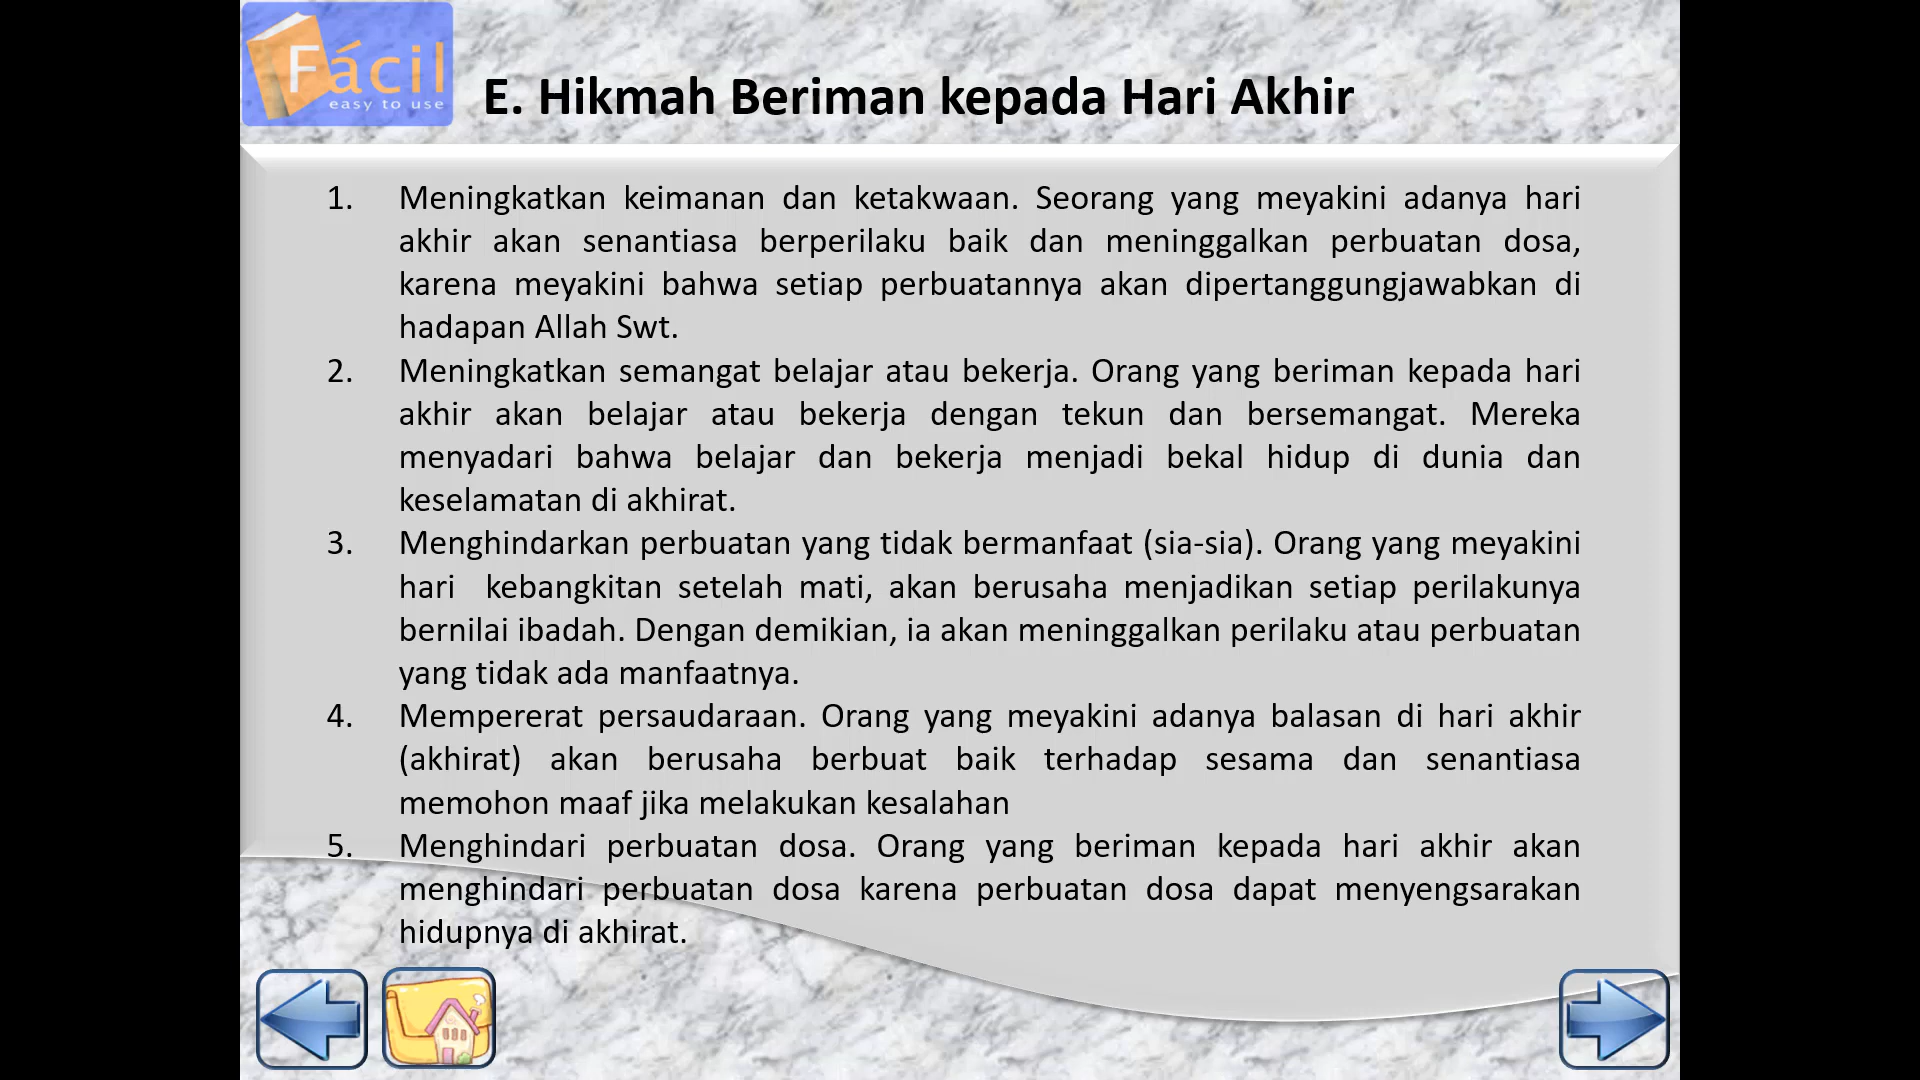 Fácil
easy to use
E. Hikmah Beriman kepada Hari Akhir
1. Meningkatkan keimanan dan ketakwaan. Seorang yang meyakini adanya hari
akhir akan senantiasa berperilaku baik dan meninggalkan perbuatan dosa,
karena meyakini bahwa setiap perbuatannya akan dipertanggungjawabkan di
hadapan Allah Swt.
2. Meningkatkan semangat belajar atau bekerja. Orang yang beriman kepada hari
akhir akan belajar atau bekerja dengan tekun dan bersemangat. Mereka
menyadari bahwa belajar dan bekerja menjadi bekal hidup di dunia dan
keselamatan di akhirat.
3. Menghindarkan perbuatan yang tidak bermanfaat (sia-sia). Orang yang meyakini
hari kebangkitan setelah mati, akan berusaha menjadikan setiap perilakunya
bernilai ibadah. Dengan demikian, ia akan meninggalkan perilaku atau perbuatan
yang tidak ada manfaatnya.
4. Mempererat persaudaraan. Orang yang meyakini adanya balasan di hari akhir
(akhirat) akan berusaha berbuat baik terhadap sesama dan senantiasa
memohon maaf jika melakukan kesalahan
5. Menghindari perbuatan dosa. Orang yang beriman kepada hari akhir akan
menghindari perbuatan dosa karena perbuatan dosa dapat menyengsarakan
hidupnya di akhirat.